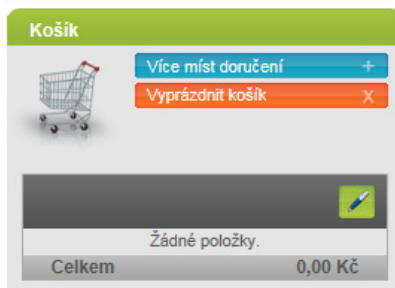 Košík
Více míst doručení +
Vyprázdnit košík X
Žádné položky.
Celkem 0,00 Kč